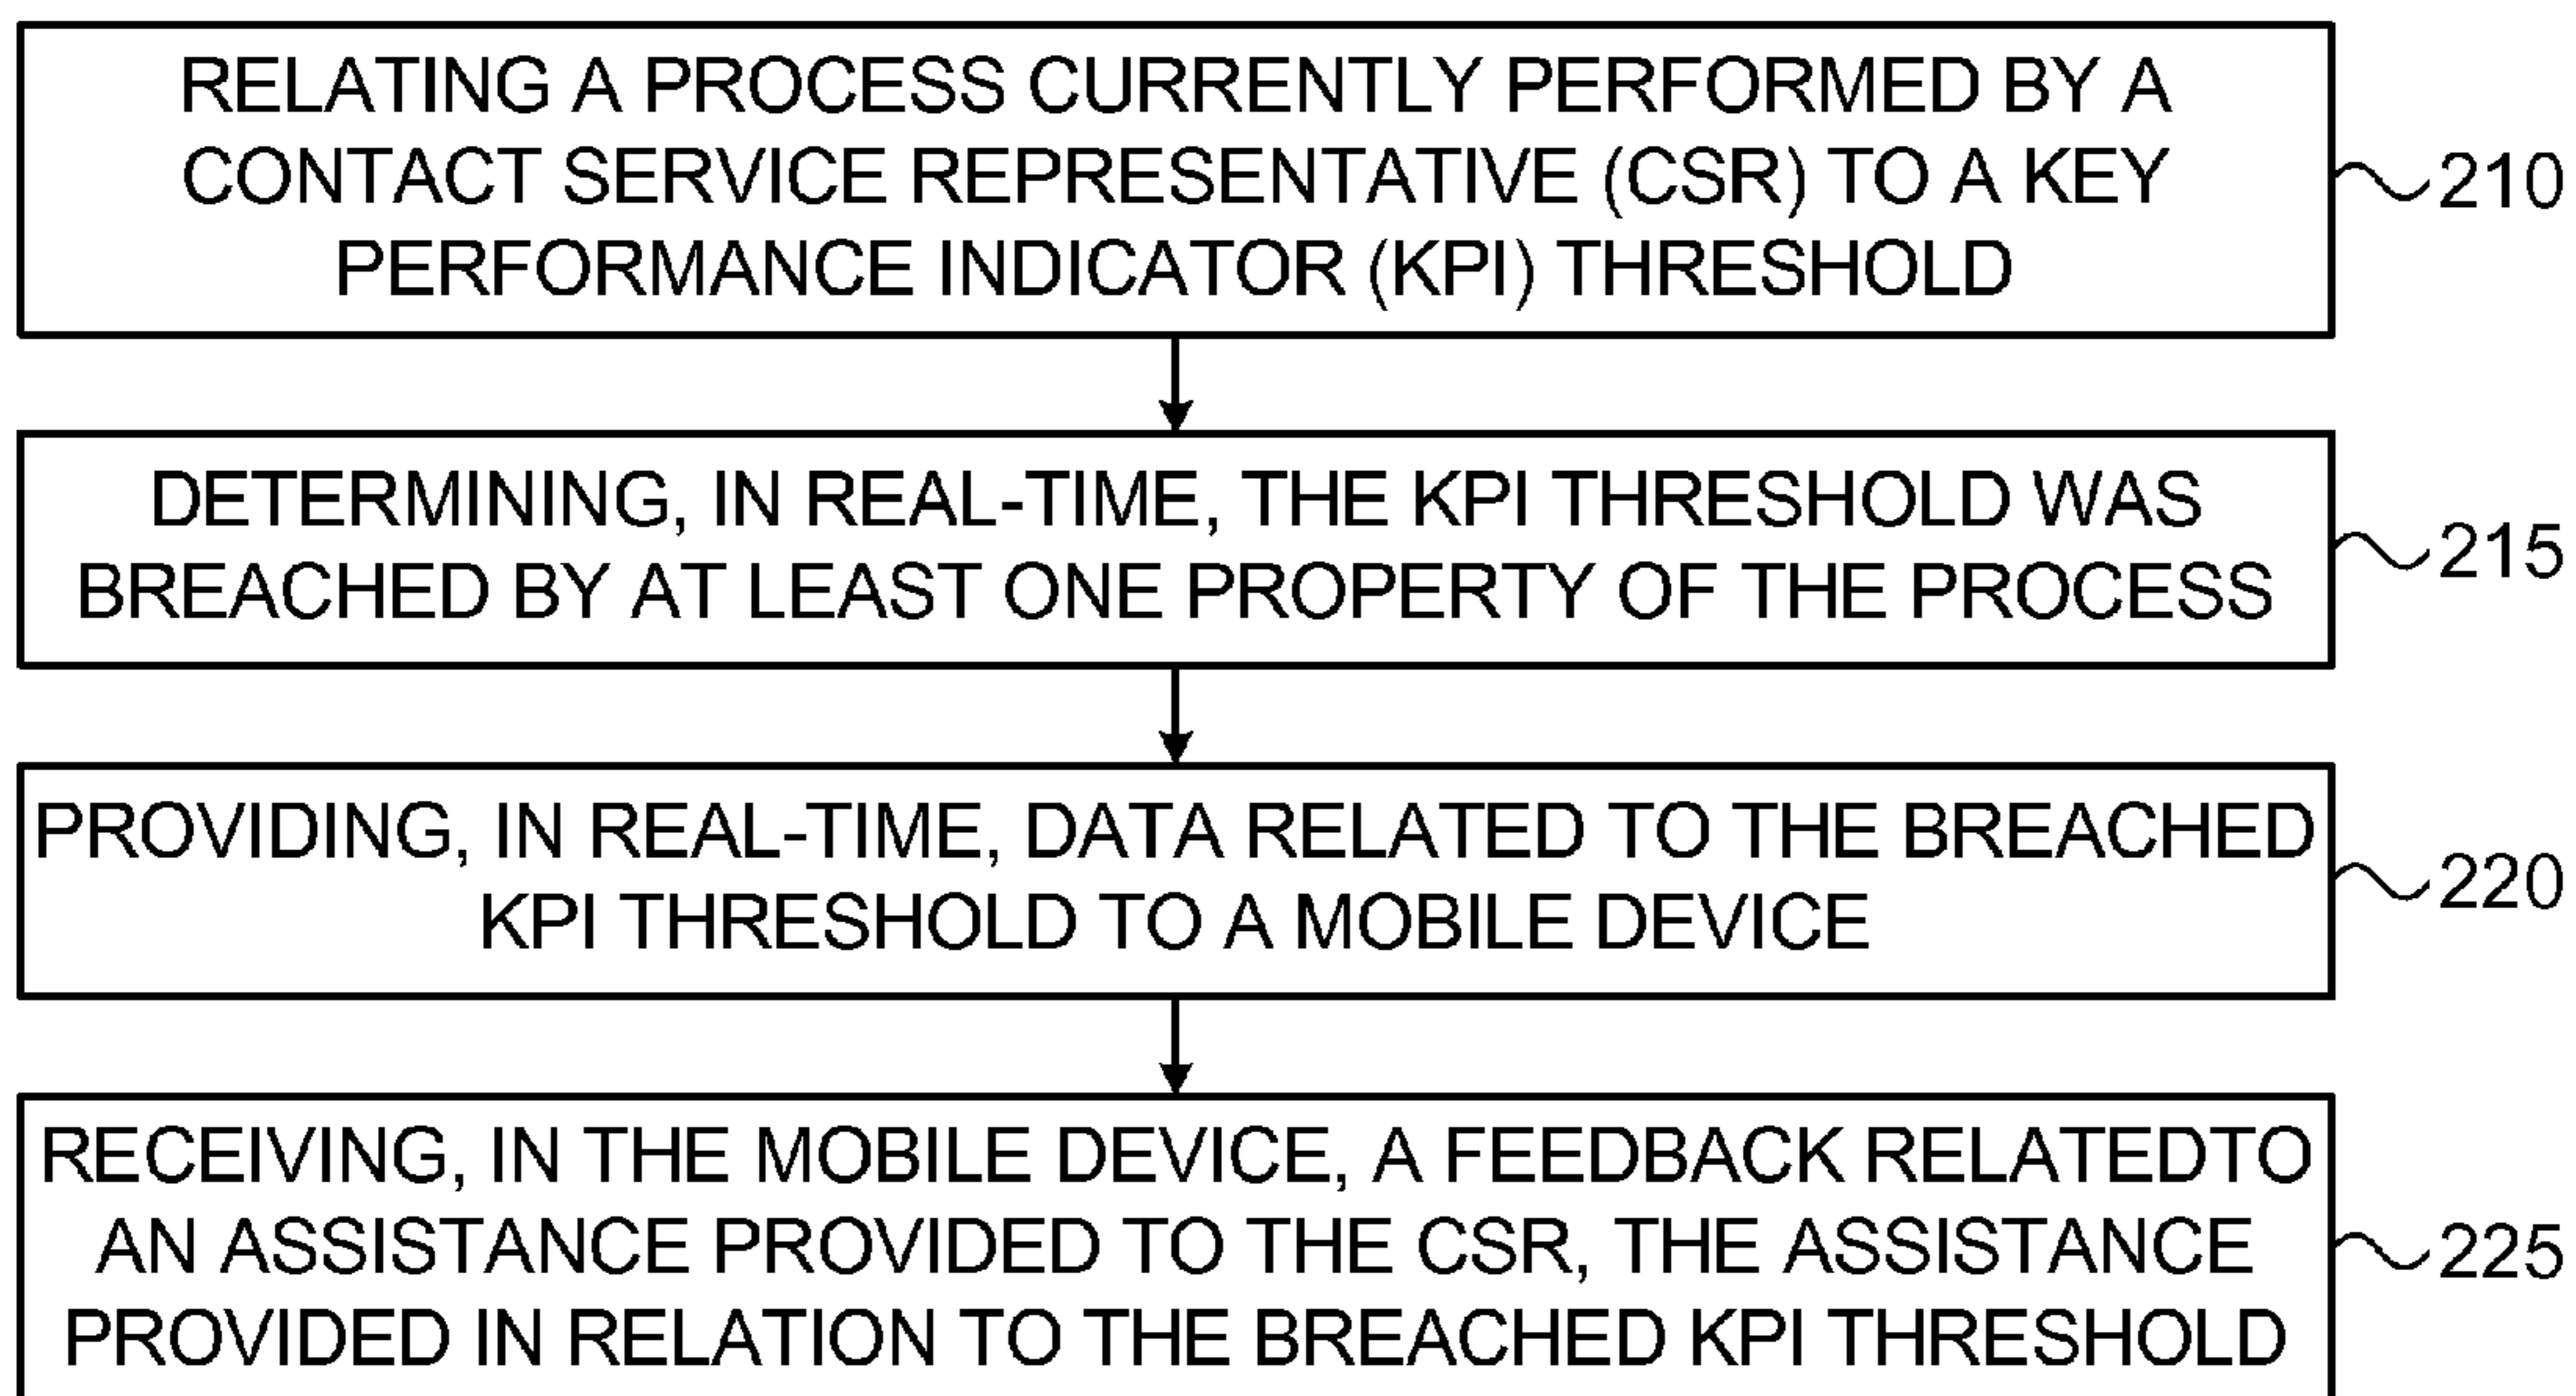 RELATING A PROCESS CURRENTLY PERFORMED BY A
CONTACT SERVICE REPRESENTATIVE (CSR) TO A KEY
PERFORMANCE INDICATOR (KPI) THRESHOLD
210
DETERMINING, IN REAL-TIME, THE KPI THRESHOLD WAS
BREACHED BY AT LEAST ONE PROPERTY OF THE PROCESS
215
PROVIDING, IN REAL-TIME, DATA RELATED TO THE BREACHED
KPI THRESHOLD TO A MOBILE DEVICE
220
RECEIVING, IN THE MOBILE DEVICE, A FEEDBACK RELATEDTO
AN ASSISTANCE PROVIDED TO THE CSR, THE ASSISTANCE
PROVIDED IN RELATION TO THE BREACHED KPI THRESHOLD
225